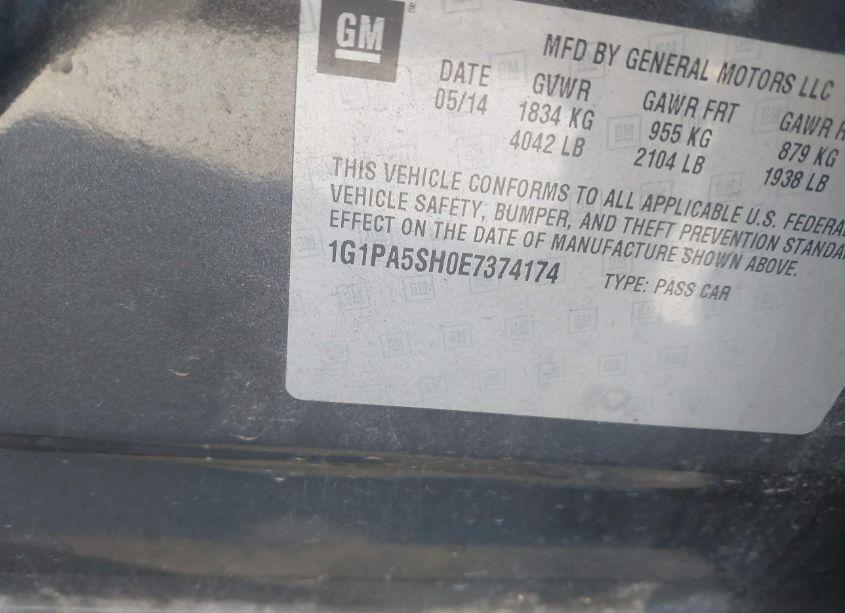 GM
MFD BY GENERAL MOTORS LLC
DATE GVWR GAWR FRT GAWR
05/14 1834 KG 955 KG 879 KG
4042 LB 2104 LB 1938 LB
THIS VEHICLE CONFORMS TO ALL APPLICABLE U.S. FEDERA
VEHICLE SAFETY, BUMPER, AND THEFT PREVENTION STANDA
EFFECT ON THE DATE OF MANUFACTURE SHOWN ABOVE.
1G1PA5SH0E7374174 TYPE: PASS CAR